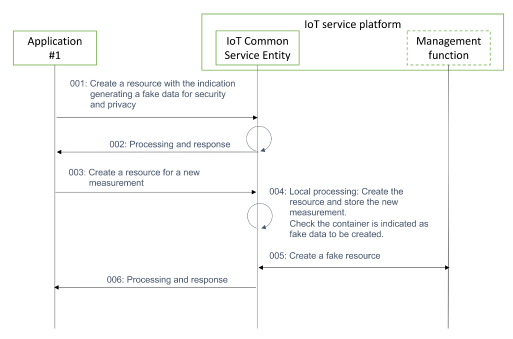 IoT service platform
Application
#1
IoT Common
Service Entity
Management
function
001: Create a resource with the indication
generating a fake data for security
and privacy
002: Processing and response
003: Create a resource for a new
measurement
004: Local processing: Create the
resource and store the new
measurement.
Check the container is indicated as
fake data to be created.
005: Create a fake resource
006: Processing and response